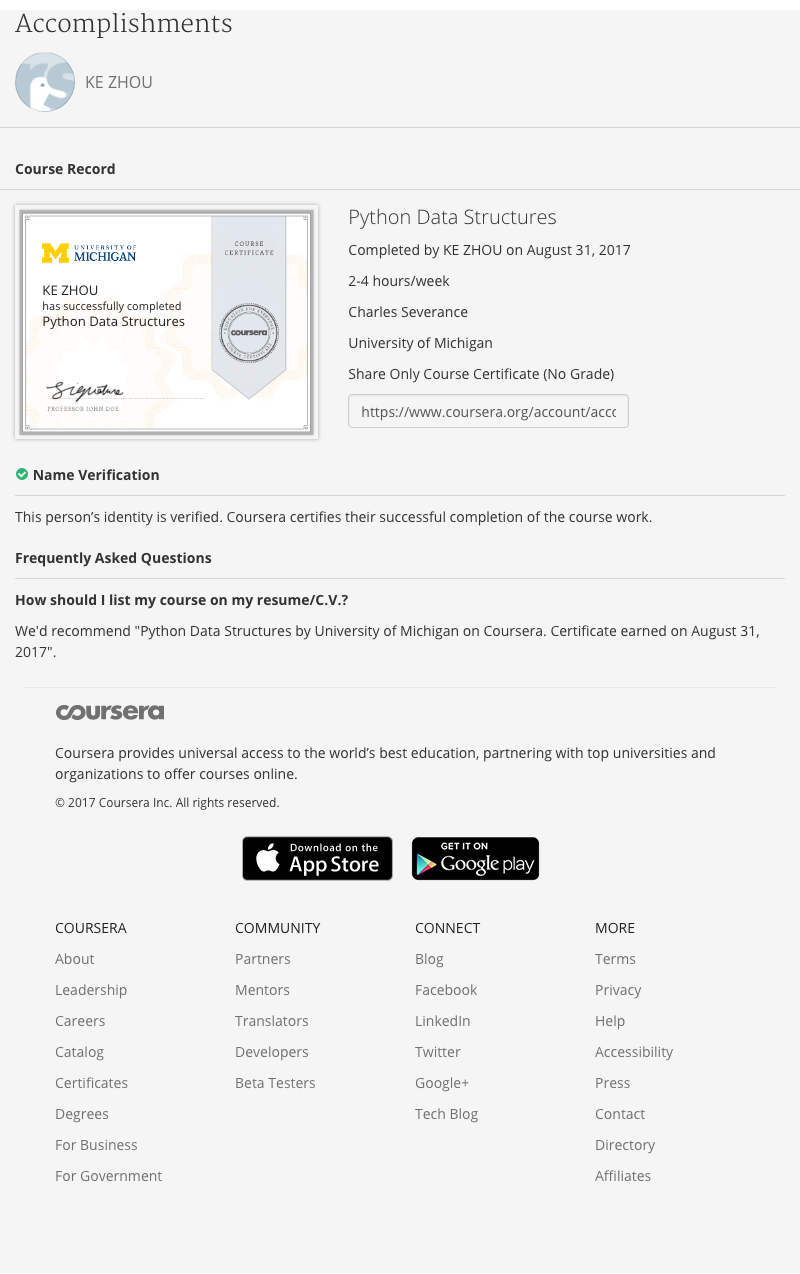 Accomplishments
KE ZHOU
Course Record
UNIVERSITY OF
MICHIGAN
KE ZHOU
has successfully completed
Python Data Structures
Signature
PROFESSOR JOHN DOE
COURSE
CERTIFICATE
EDUCATION FOR EVERYONE
coursera
COURSE CERTIFICATE
Python Data Structures
Completed by KE ZHOU on August 31, 2017
2-4 hours/week
Charles Severance
University of Michigan
Share Only Course Certificate (No Grade)
https://www.coursera.org/account/acc
Name Verification
This person’s identity is verified. Coursera certifies their successful completion of the course work.
Frequently Asked Questions
How should I list my course on my resume/C.V.?
We'd recommend "Python Data Structures by University of Michigan on Coursera. Certificate earned on August 31,
2017".
coursera
Coursera provides universal access to the world’s best education, partnering with top universities and
organizations to offer courses online.
© 2017 Coursera Inc. All rights reserved.
Download on the
App Store
GET IT ON
Google play
COURSERA
About
Leadership
Careers
Catalog
Certificates
Degrees
For Business
For Government
COMMUNITY
Partners
Mentors
Translators
Developers
Beta Testers
CONNECT
Blog
Facebook
LinkedIn
Twitter
Google+
Tech Blog
MORE
Terms
Privacy
Help
Accessibility
Press
Contact
Directory
Affiliates